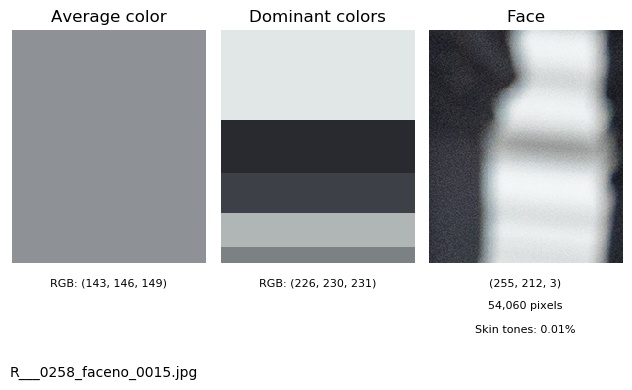 Average color
Dominant colors
Face
RGB: (143, 146, 149)
RGB: (226, 230, 231)
(255, 212, 3)
54,060 pixels
Skin tones: 0.01%
R___0258_faceno_0015.jpg